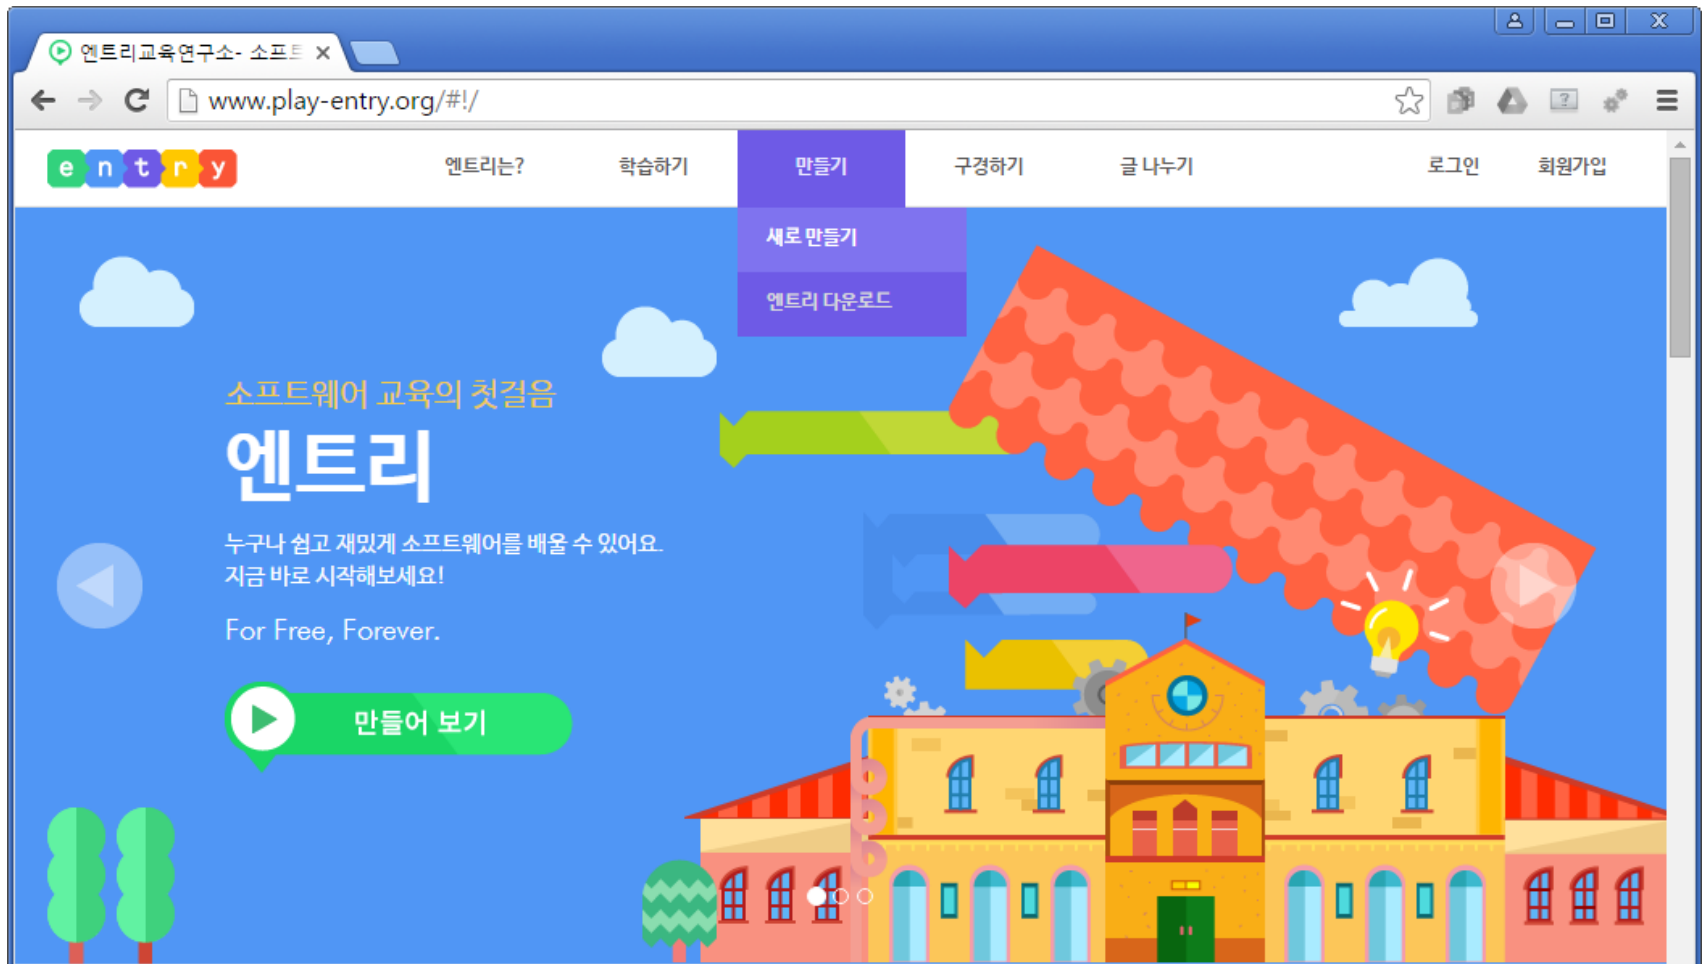 엔트리교육연구소- 소프트
www.play-entry.org/#!/
entry
엔트리는? 학습하기 만들기 구경하기 글 나누기 로그인 회원가입
새로 만들기
엔트리 다운로드
소프트웨어 교육의 첫걸음
엔트리
누구나 쉽고 재밌게 소프트웨어를 배울 수 있어요.
지금 바로 시작해보세요!
For Free, Forever.
만들어 보기